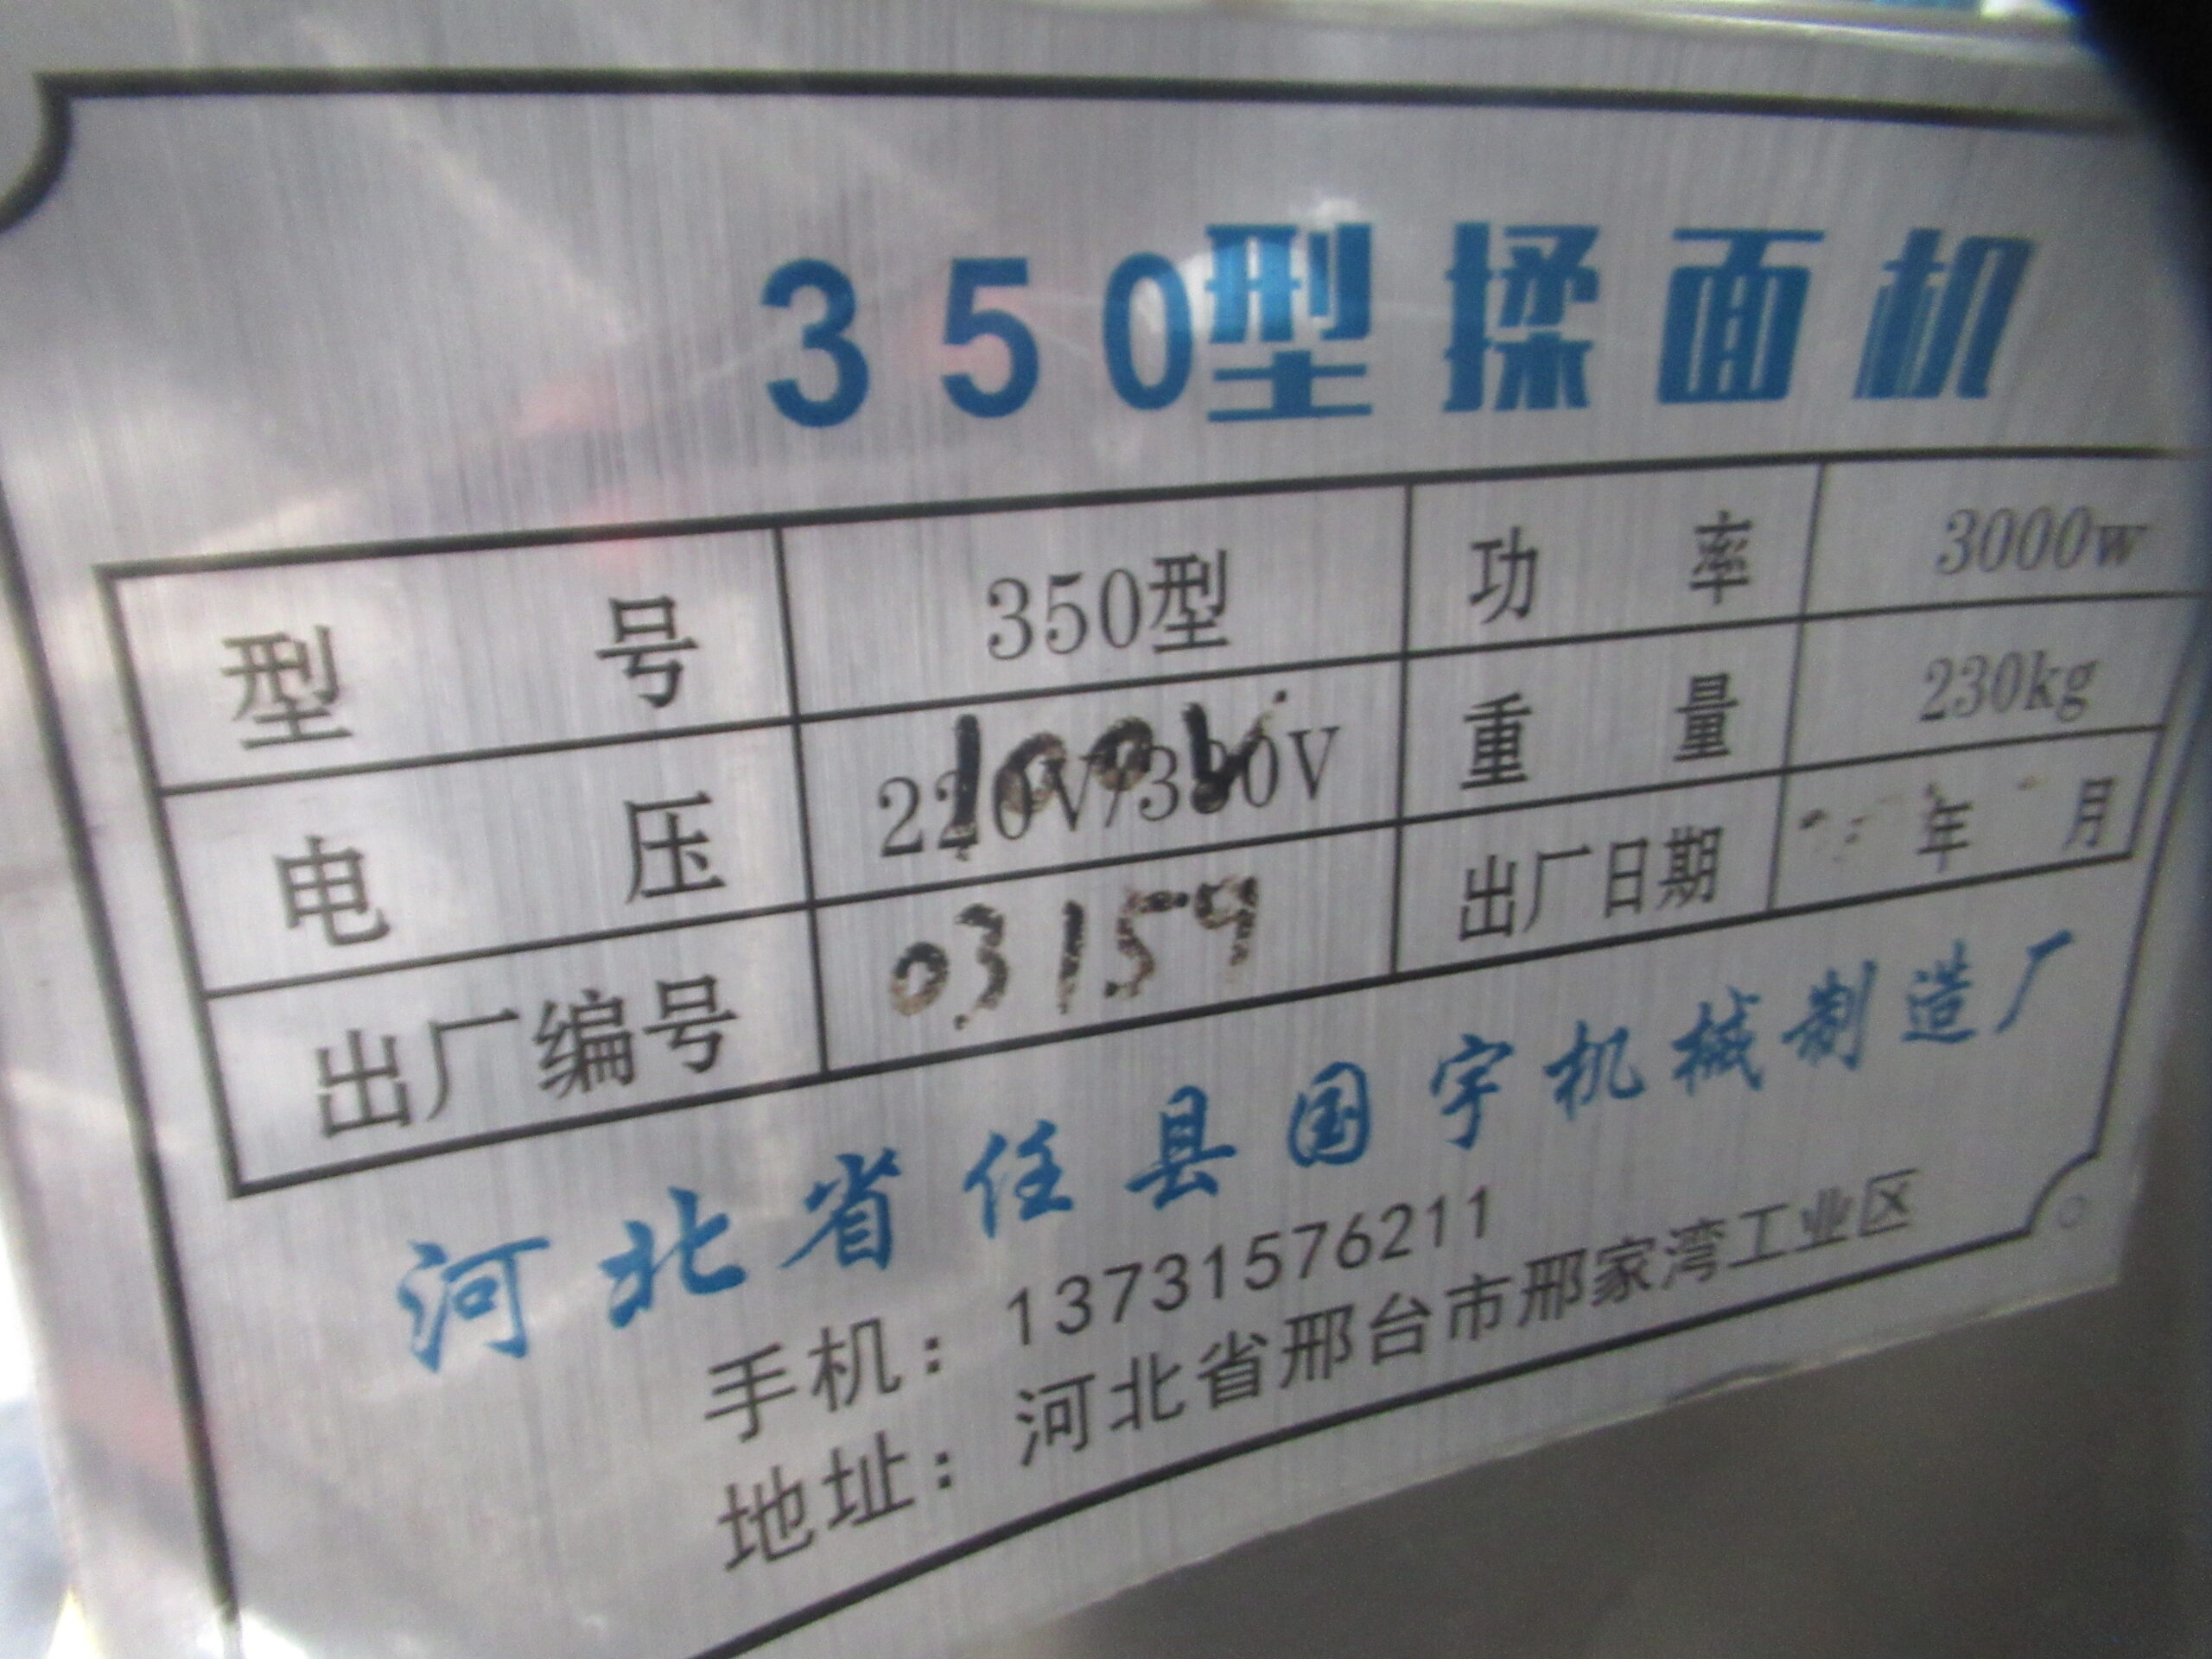 350型揉面机
型号 350型 功率 3000w
电压 220V/380V 100V 重量 230kg
出厂编号 03159 出厂日期 年 月
河北省任县国宇机械制造厂
手机：13731576211
地址：河北省邢台市邢家湾工业区